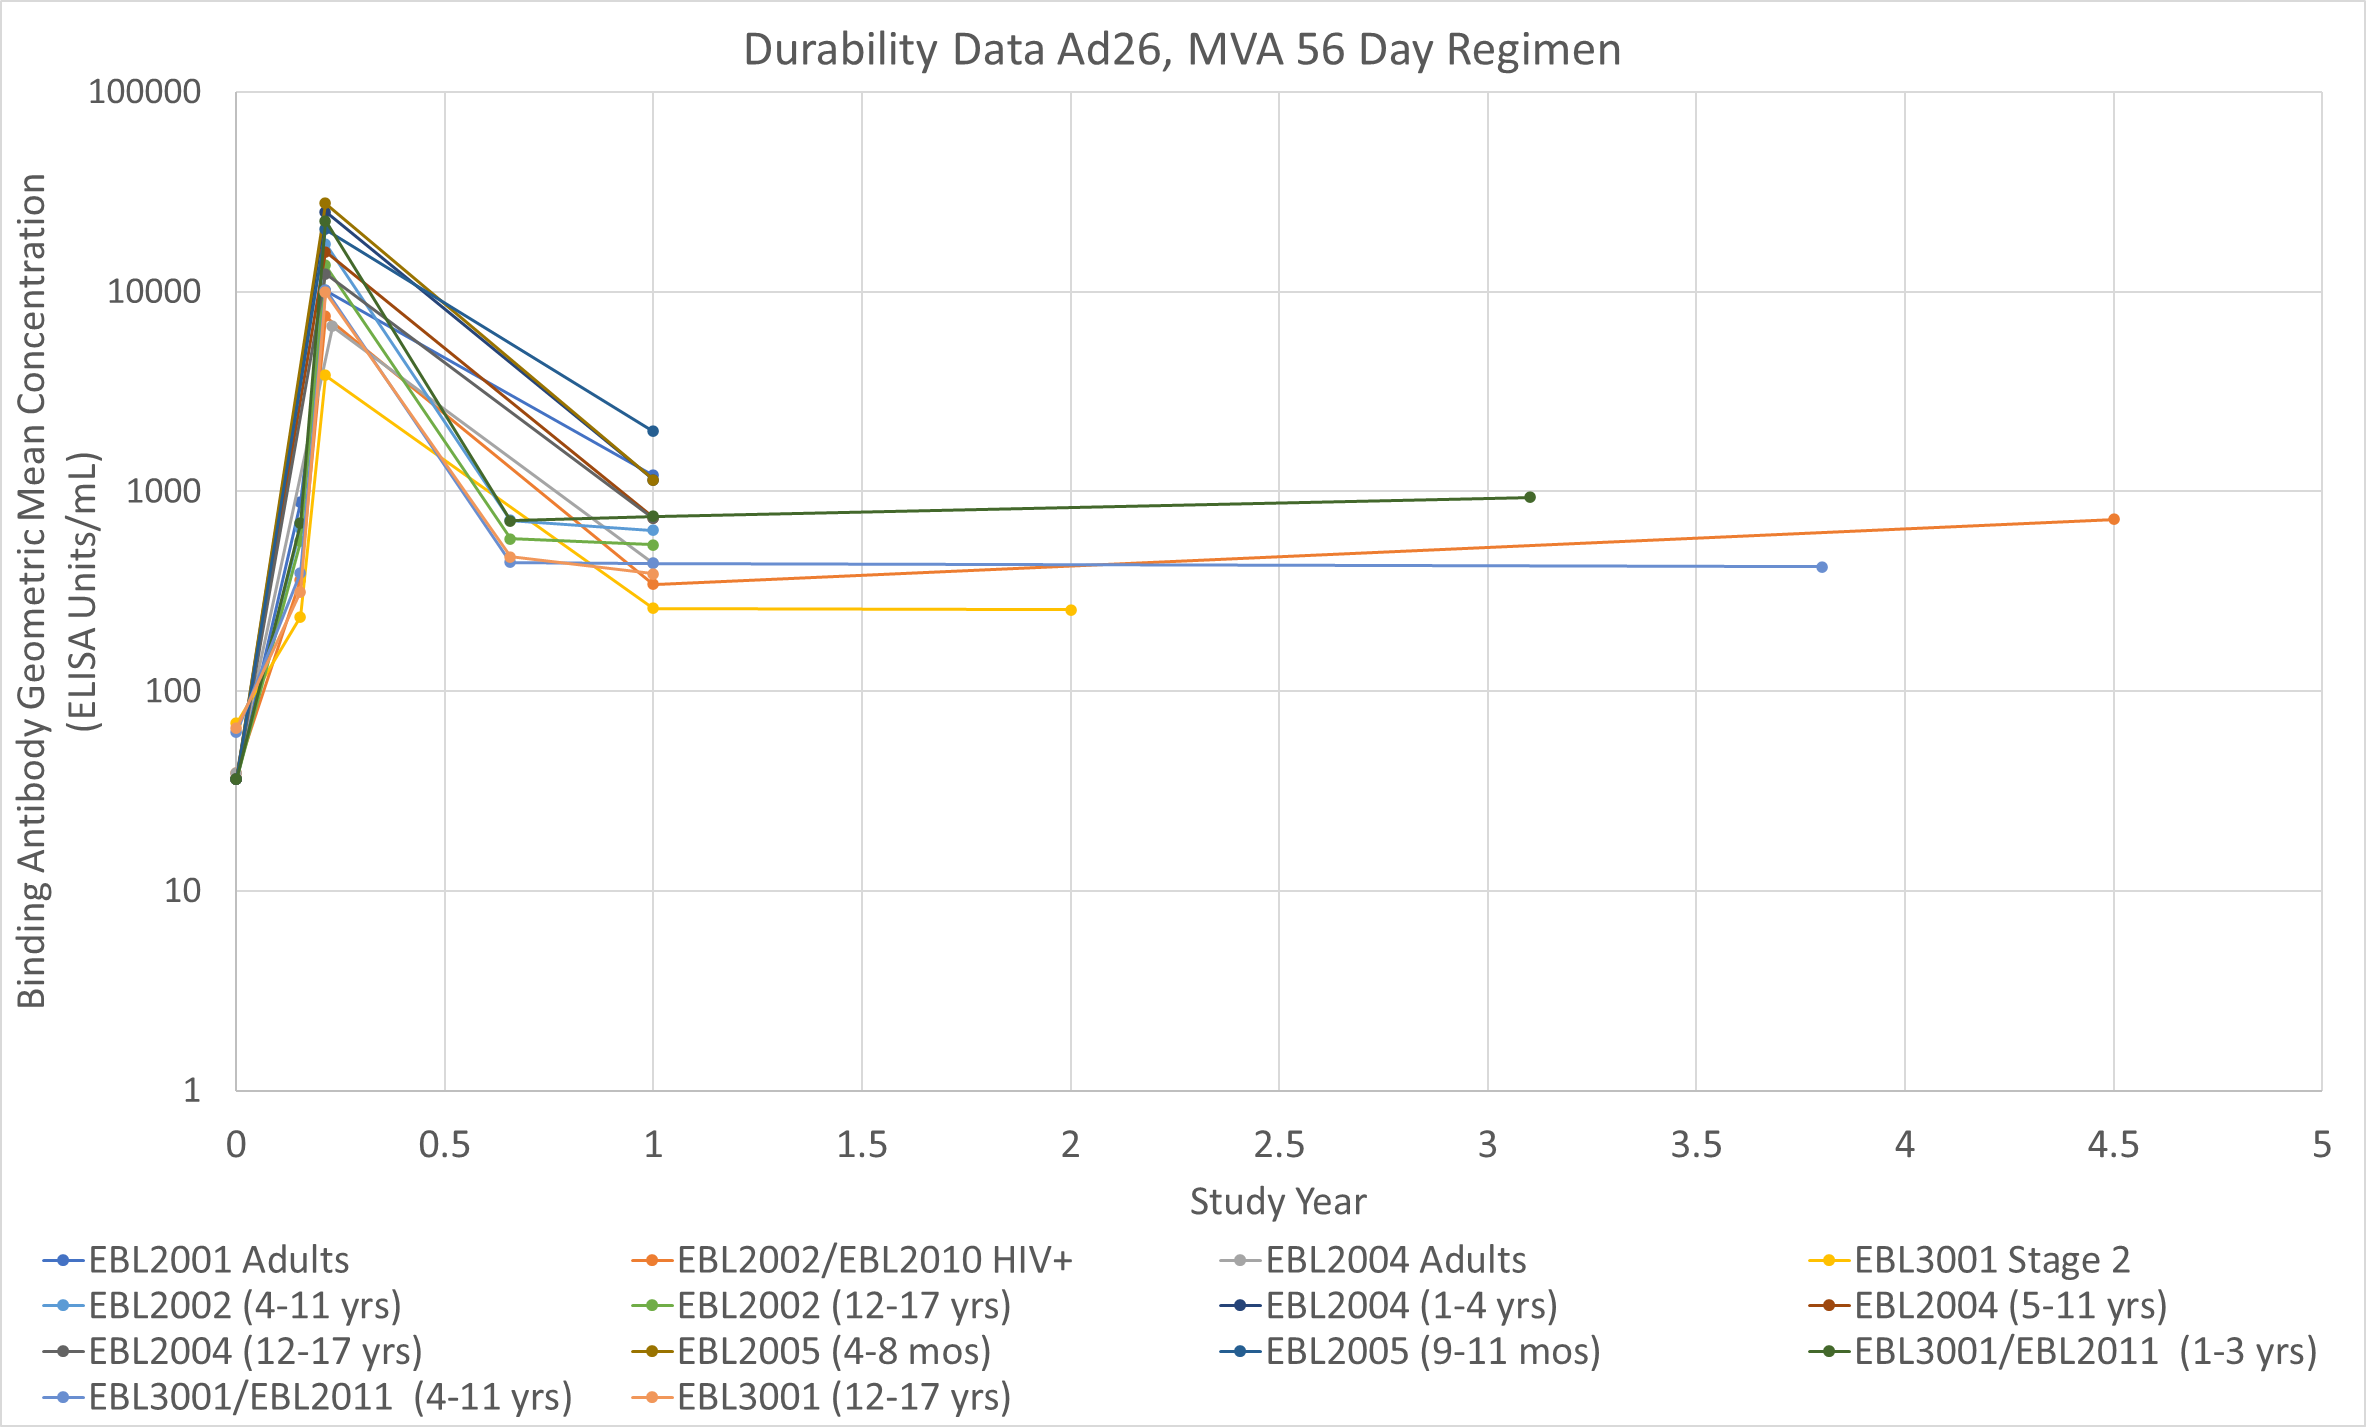 Durability Data Ad26, MVA 56 Day Regimen
Binding Antibody Geometric Mean Concentration
(ELISA Units/mL)
100000
10000
1000
100
10
1
0 0.5 1 1.5 2 2.5 3 3.5 4 4.5 5
Study Year
EBL2001 Adults EBL2002/EBL2010 HIV+ EBL2004 Adults EBL3001 Stage 2
EBL2002 (4-11 yrs) EBL2002 (12-17 yrs) EBL2004 (1-4 yrs) EBL2004 (5-11 yrs)
EBL2004 (12-17 yrs) EBL2005 (4-8 mos) EBL2005 (9-11 mos) EBL3001/EBL2011  (1-3 yrs)
EBL3001/EBL2011  (4-11 yrs) EBL3001 (12-17 yrs)